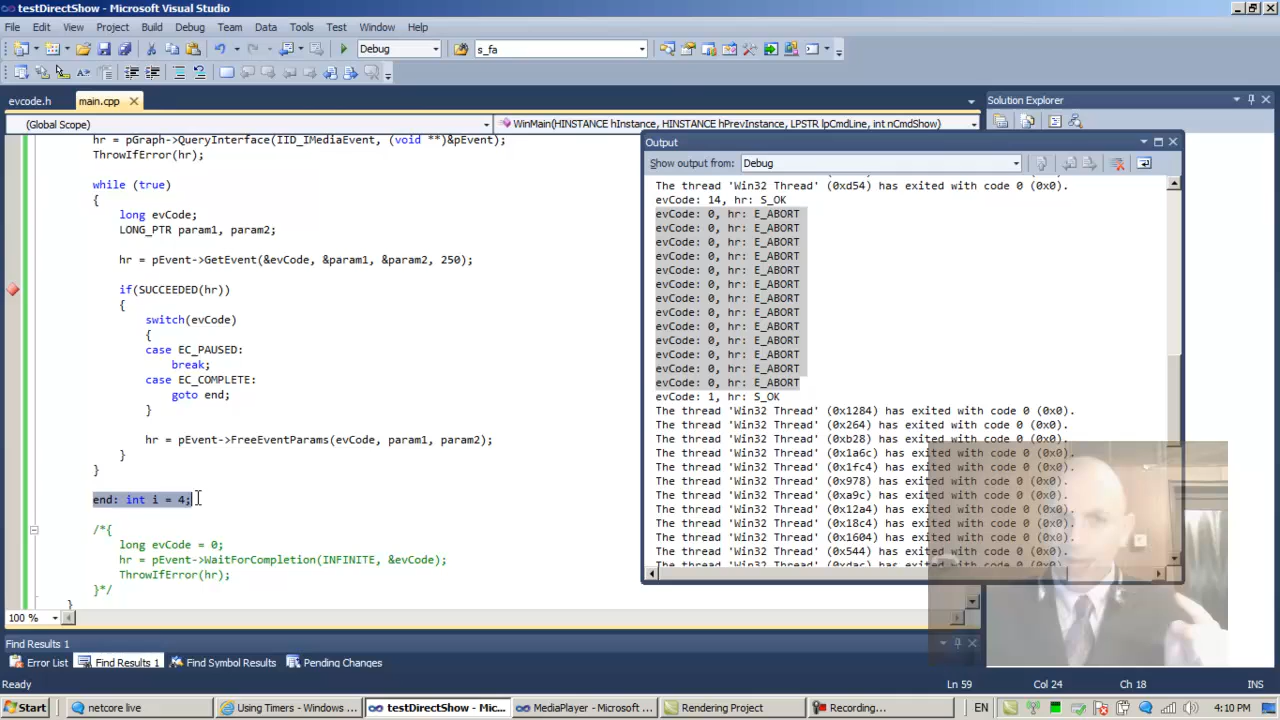 testDirectShow - Microsoft Visual Studio
File Edit View Project Build Debug Team Data Tools Test Window Help
Debug s_fa
evcode.h main.cpp
(Global Scope) WinMain(HINSTANCE hInstance, HINSTANCE hPrevInstance, LPSTR lpCmdLine, int nCmdShow)
hr = pGraph->QueryInterface(IID_IMediaEvent, (void **)&pEvent);
ThrowIfError(hr);
while (true)
{
long evCode;
LONG_PTR param1, param2;
hr = pEvent->GetEvent(&evCode, &param1, &param2, 250);
if(SUCCEEDED(hr))
{
switch(evCode)
{
case EC_PAUSED:
break;
case EC_COMPLETE:
goto end;
}
hr = pEvent->FreeEventParams(evCode, param1, param2);
}
}
end: int i = 4;
/*{
long evCode = 0;
hr = pEvent->WaitForCompletion(INFINITE, &evCode);
ThrowIfError(hr);
}*/
}
100 %
Output
Show output from: Debug
The thread 'Win32 Thread' (0xd54) has exited with code 0 (0x0).
evCode: 14, hr: S_OK
evCode: 0, hr: E_ABORT
evCode: 0, hr: E_ABORT
evCode: 0, hr: E_ABORT
evCode: 0, hr: E_ABORT
evCode: 0, hr: E_ABORT
evCode: 0, hr: E_ABORT
evCode: 0, hr: E_ABORT
evCode: 0, hr: E_ABORT
evCode: 0, hr: E_ABORT
evCode: 0, hr: E_ABORT
evCode: 0, hr: E_ABORT
evCode: 0, hr: E_ABORT
evCode: 0, hr: E_ABORT
evCode: 1, hr: S_OK
The thread 'Win32 Thread' (0x1284) has exited with code 0 (0x0).
The thread 'Win32 Thread' (0x264) has exited with code 0 (0x0).
The thread 'Win32 Thread' (0xb28) has exited with code 0 (0x0).
The thread 'Win32 Thread' (0x1a6c) has exited with code 0 (0x0).
The thread 'Win32 Thread' (0x1fc4) has exited with code 0 (0x0).
The thread 'Win32 Thread' (0x978) has exited with code 0 (0x0).
The thread 'Win32 Thread' (0xa9c) has exited with code 0 (0x0).
The thread 'Win32 Thread' (0x12a4) has exited with code 0 (0x0).
The thread 'Win32 Thread' (0x18c4) has exited with code 0 (0x0).
The thread 'Win32 Thread' (0x1604) has exited with code 0 (0x0).
The thread 'Win32 Thread' (0x544) has exited with code 0 (0x0).
The thread 'Win32 Thread' (0xdac) has exited with code 0 (0x0).
Solution Explorer
Find Results 1
Error List Find Results 1 Find Symbol Results Pending Changes
Ready Ln 59 Col 24 Ch 18 INS
Start netcore live Using Timers - Windows ... testDirectShow - Mic... MediaPlayer - Microsoft ... Rendering Project Recording... EN 4:10 PM